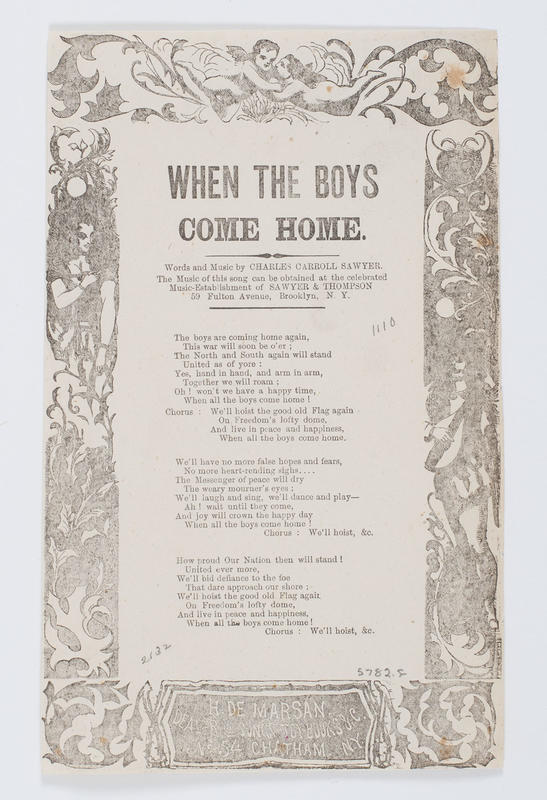 WHEN THE BOYS
COME HOME.
Words and Music by CHARLES CARROLL SAWYER.
The Music of this song can be obtained at the celebrated
Music-Establishment of SAWYER & THOMPSON
59 Fulton Avenue, Brooklyn, N. Y.
1110
The boys are coming home again,
This war will soon be o'er ;
The North and South again will stand
United as of yore :
Yes, hand in hand, and arm in arm,
Together we will roam ;
Oh ! won't we have a happy time,
When all the boys come home !
Chorus : We'll hoist the good old Flag again
On Freedom's lofty dome,
And live in peace and happiness,
When all the boys come home.
We'll have no more false hopes and fears,
No more heart-rending sighs....
The Messenger of peace will dry
The weary mourner's eyes ;
We'll laugh and sing, we'll dance and play—
Ah ! wait until they come,
And joy will crown the happy day
When all the boys come home !
Chorus : We'll hoist, &c.
How proud Our Nation then will stand !
United ever more,
We'll bid defiance to the foe
That dare approach our shore :
We'll hoist the good old Flag again
On Freedom's lofty dome,
And live in peace and happiness,
When all the boys come home !
Chorus : We'll hoist, &c.
2132
5782.F
H. DE MARSAN
DEALER IN SONGS, TOY BOOKS &C
No 54 CHATHAM N.Y.